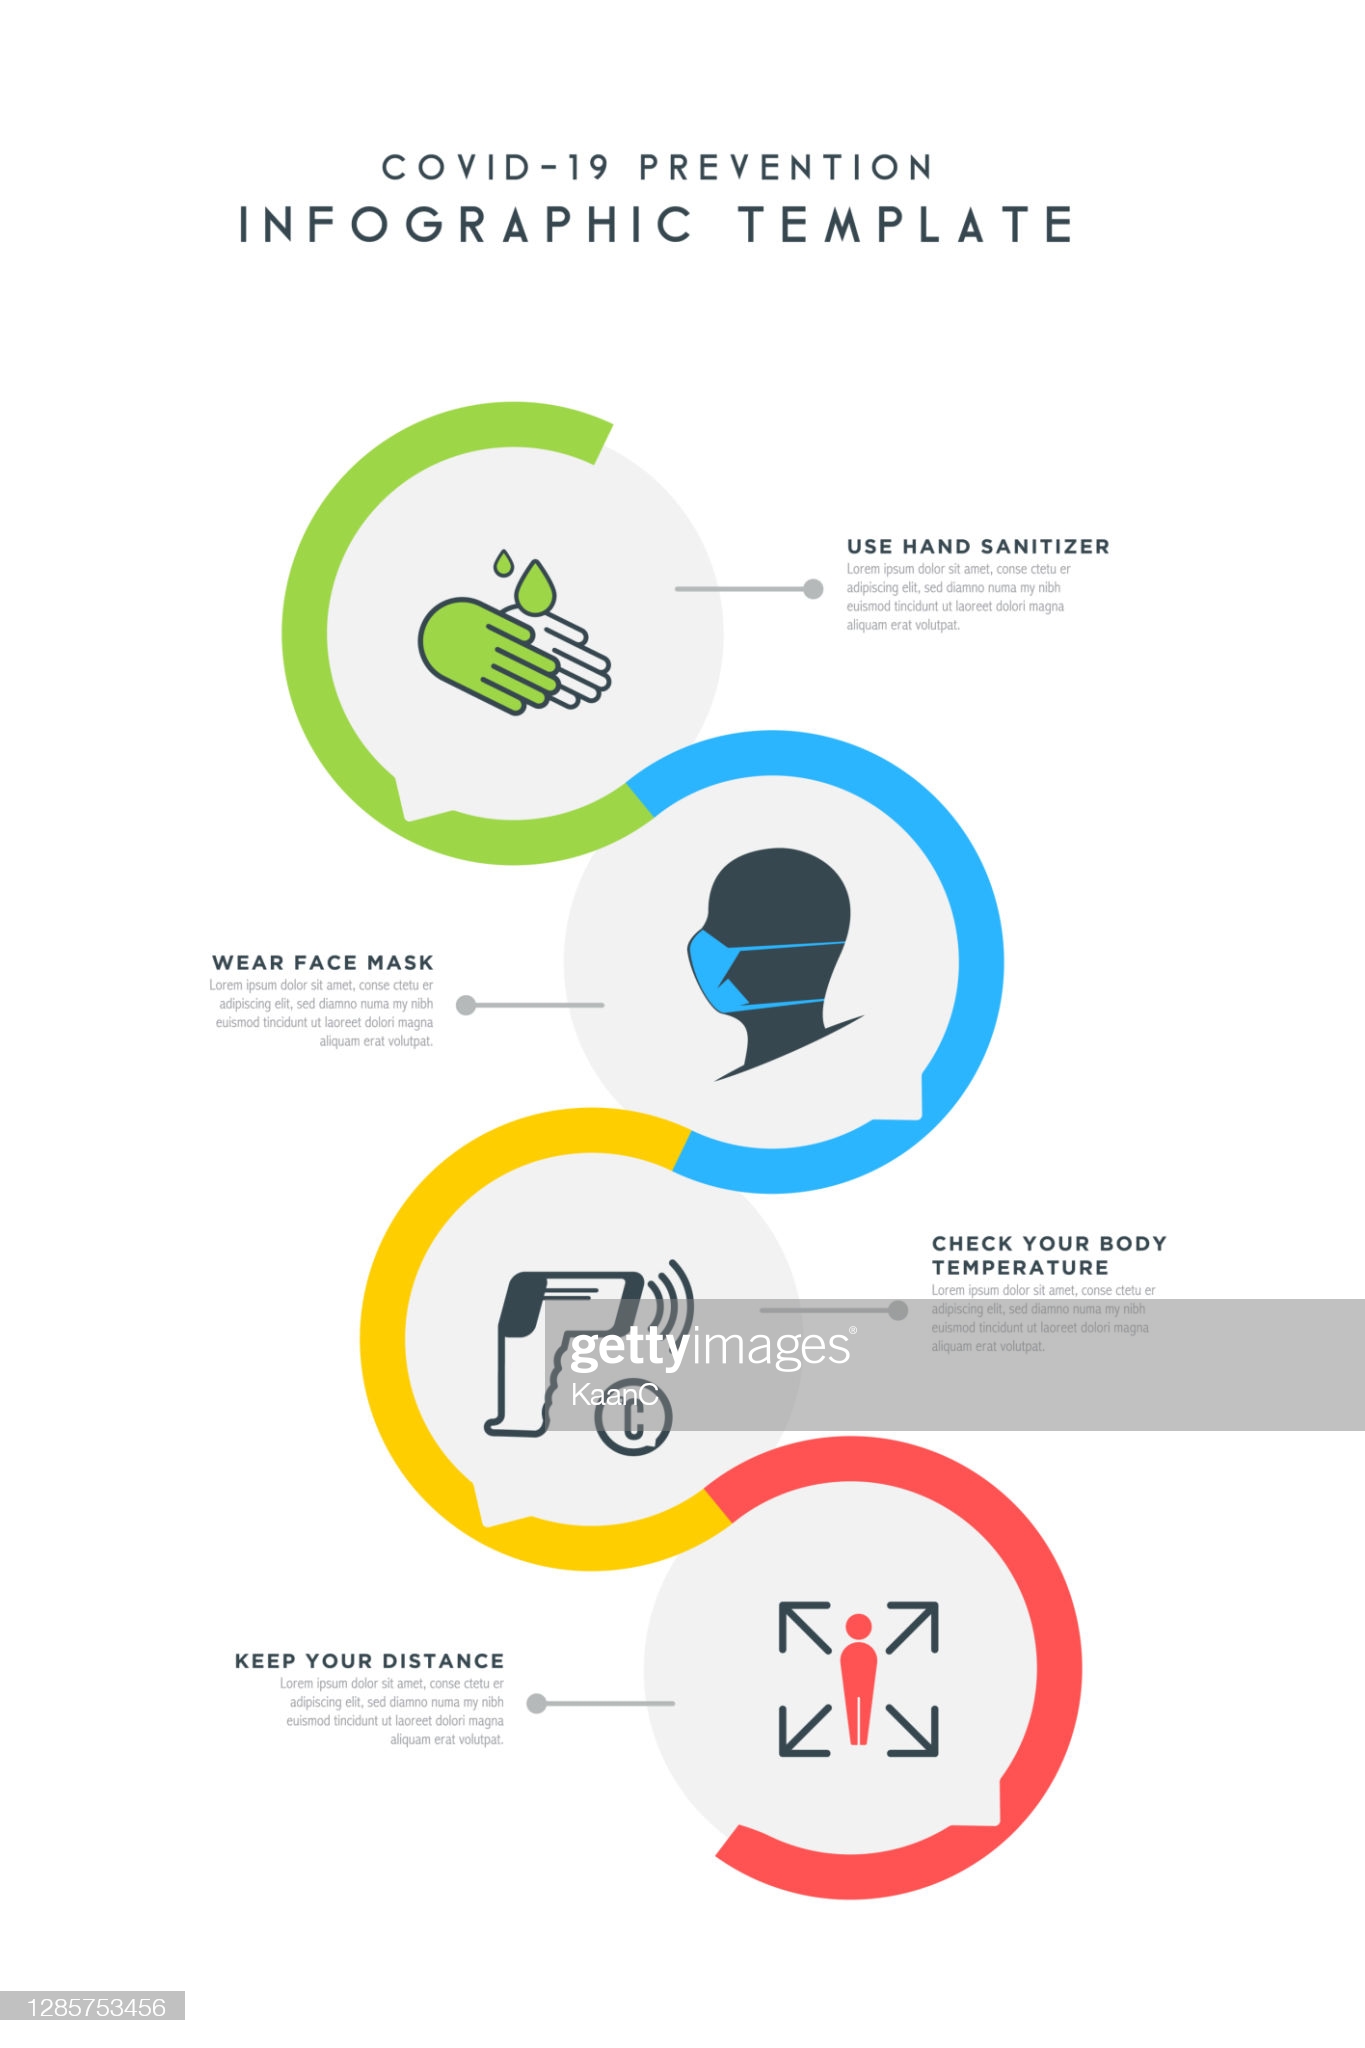 COVID-19 PREVENTION
INFOGRAPHIC TEMPLATE
USE HAND SANITIZER
Lorem ipsum dolor sit amet, conse ctetu er
adipiscing elit, sed diamno numa my nibh
euismod tincidunt ut laoreet dolori magna
aliquam erat volutpat.
WEAR FACE MASK
Lorem ipsum dolor sit amet, conse ctetu er
adipiscing elit, sed diamno numa my nibh
euismod tincidunt ut laoreet dolori magna
aliquam erat volutpat.
CHECK YOUR BODY
TEMPERATURE
Lorem ipsum dolor sit amet, conse ctetu er
adipiscing elit, sed diamno numa my nibh
euismod tincidunt ut laoreet dolori magna
aliquam erat volutpat.
gettyimages®
KaanC
C
KEEP YOUR DISTANCE
Lorem ipsum dolor sit amet, conse ctetu er
adipiscing elit, sed diamno numa my nibh
euismod tincidunt ut laoreet dolori magna
aliquam erat volutpat.
1285753456